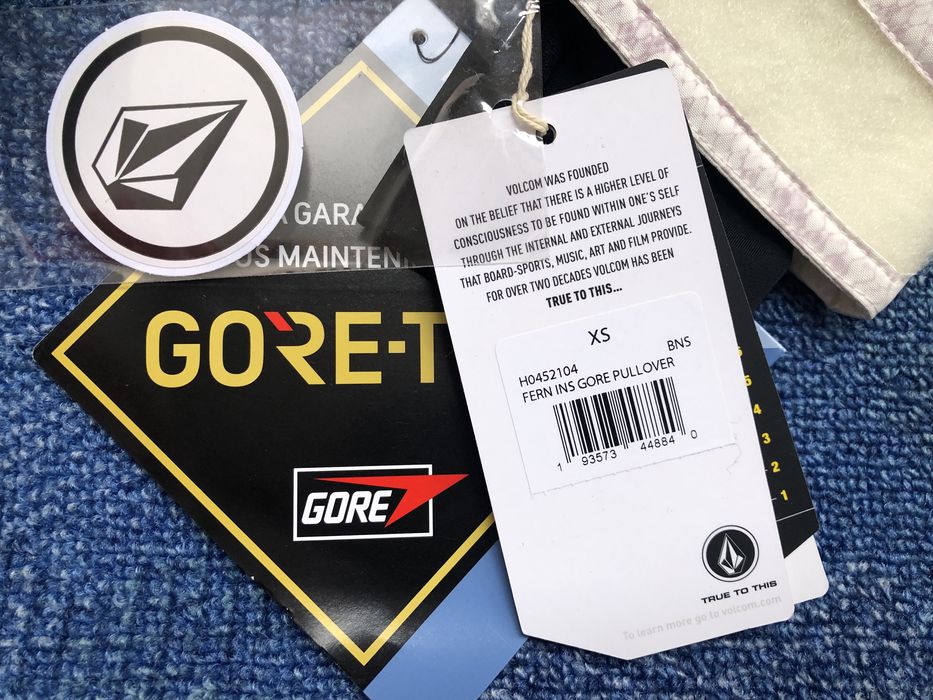 GARA
US MAINTEN
GORE-T
GORE
VOLCOM WAS FOUNDED
ON THE BELIEF THAT THERE IS A HIGHER LEVEL OF
CONSCIOUSNESS TO BE FOUND WITHIN ONE'S SELF
THROUGH THE INTERNAL AND EXTERNAL JOURNEYS
THAT BOARD-SPORTS, MUSIC, ART AND FILM PROVIDE.
FOR OVER TWO DECADES VOLCOM HAS BEEN
TRUE TO THIS...
XS
H0452104 BNS
FERN INS GORE PULLOVER
1 93573 44884 0
TRUE TO THIS
To learn more go to volcom.com
5
4
3
2
1